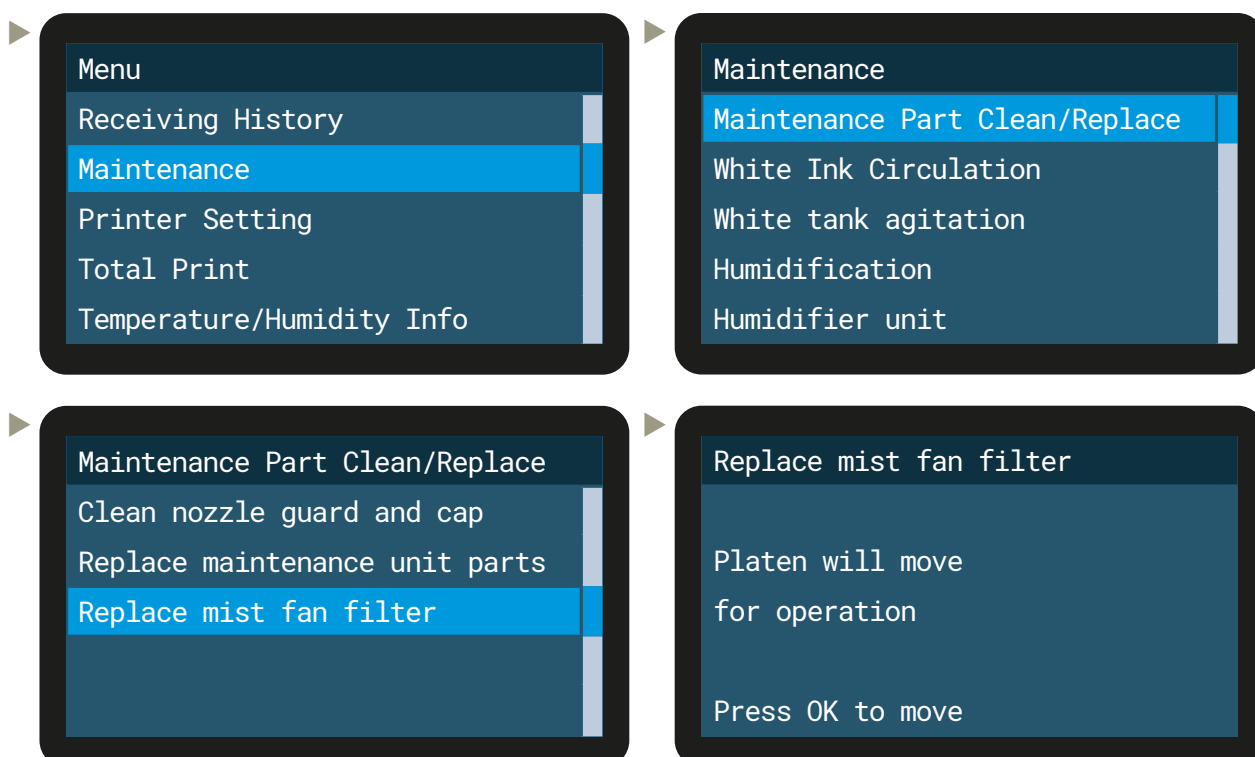 Menu
Receiving History
Maintenance
Printer Setting
Total Print
Temperature/Humidity Info
Maintenance
Maintenance Part Clean/Replace
White Ink Circulation
White tank agitation
Humidification
Humidifier unit
Maintenance Part Clean/Replace
Clean nozzle guard and cap
Replace maintenance unit parts
Replace mist fan filter
Replace mist fan filter
Platen will move
for operation
Press OK to move